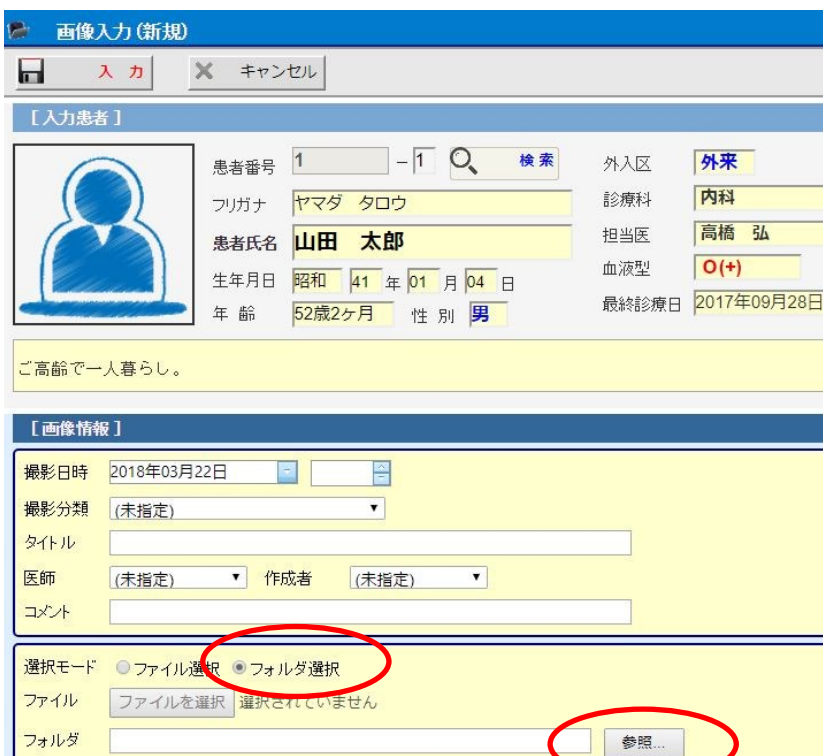 画像入力(新規)
入 力 キャンセル
[入力患者]
患者番号 1 － 1 検索 外入区 外来
フリガナ ヤマダ タロウ 診療科 内科
患者氏名 山田 太郎 担当医 高橋 弘
生年月日 昭和 41 年 01 月 04 日 血液型 O(+)
年 齢 52歳2ヶ月 性 別 男 最終診療日 2017年09月28日
ご高齢で一人暮らし。
[画像情報]
撮影日時 2018年03月22日
撮影分類 (未指定)
タイトル
医師 (未指定) 作成者 (未指定)
コメント
選択モード ファイル選択 フォルダ選択
ファイル ファイルを選択 選択されていません
フォルダ 参照...